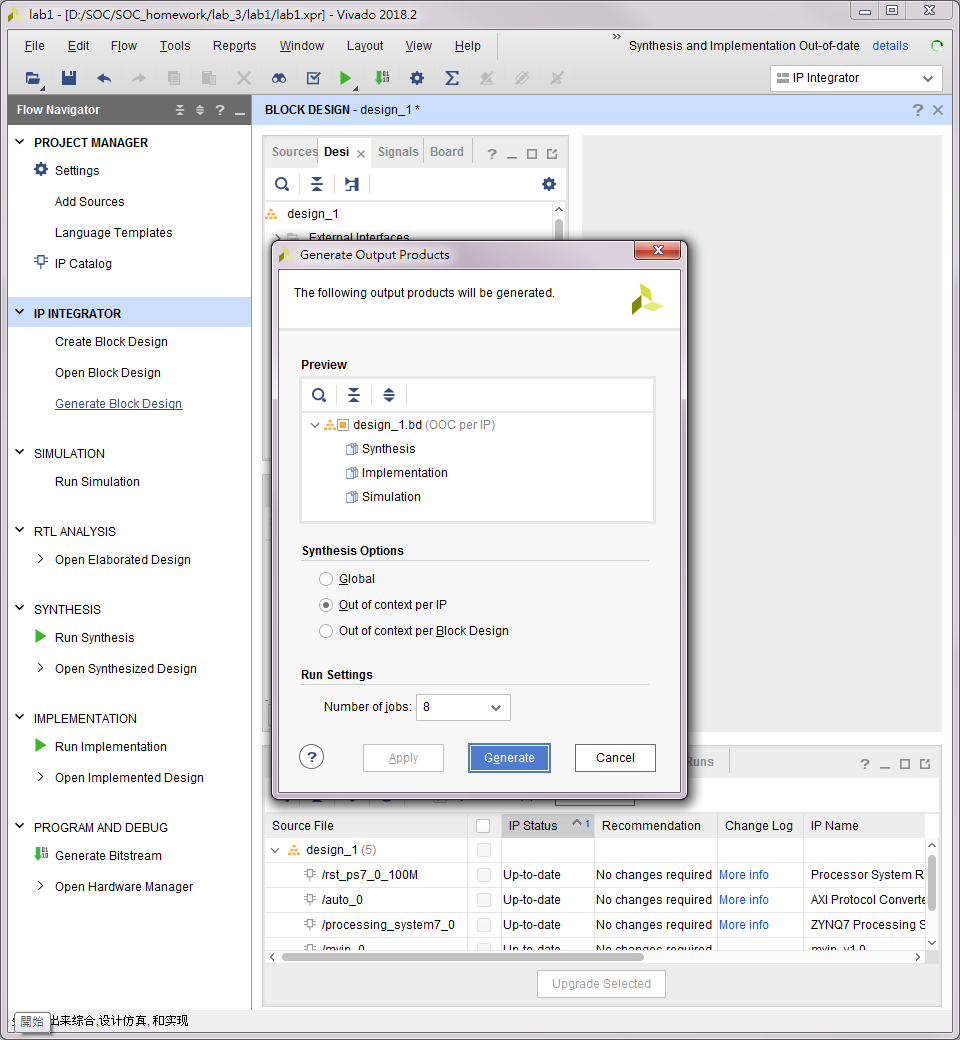 lab1 - [D:/SOC/SOC_homework/lab_3/lab1/lab1.xpr] - Vivado 2018.2
File Edit Flow Tools Reports Window Layout View Help
Synthesis and Implementation Out-of-date details
IP Integrator
Flow Navigator
PROJECT MANAGER
Settings
Add Sources
Language Templates
IP Catalog
IP INTEGRATOR
Create Block Design
Open Block Design
Generate Block Design
SIMULATION
Run Simulation
RTL ANALYSIS
Open Elaborated Design
SYNTHESIS
Run Synthesis
Open Synthesized Design
IMPLEMENTATION
Run Implementation
Open Implemented Design
PROGRAM AND DEBUG
Generate Bitstream
Open Hardware Manager
BLOCK DESIGN - design_1 *
Sources Desi Signals Board
design_1
External Interfaces
Generate Output Products
The following output products will be generated.
Preview
design_1.bd (OOC per IP)
Synthesis
Implementation
Simulation
Synthesis Options
Global
Out of context per IP
Out of context per Block Design
Run Settings
Number of jobs: 8
Apply Generate Cancel
Runs
Source File IP Status 1 Recommendation Change Log IP Name
design_1 (5)
/rst_ps7_0_100M Up-to-date No changes required More info Processor System R
/auto_0 Up-to-date No changes required More info AXI Protocol Converte
/processing_system7_0 Up-to-date No changes required More info ZYNQ7 Processing S
/myip_0 Up-to-date No changes required myip_v1.0
Upgrade Selected
開始 出来综合,设计仿真, 和实现